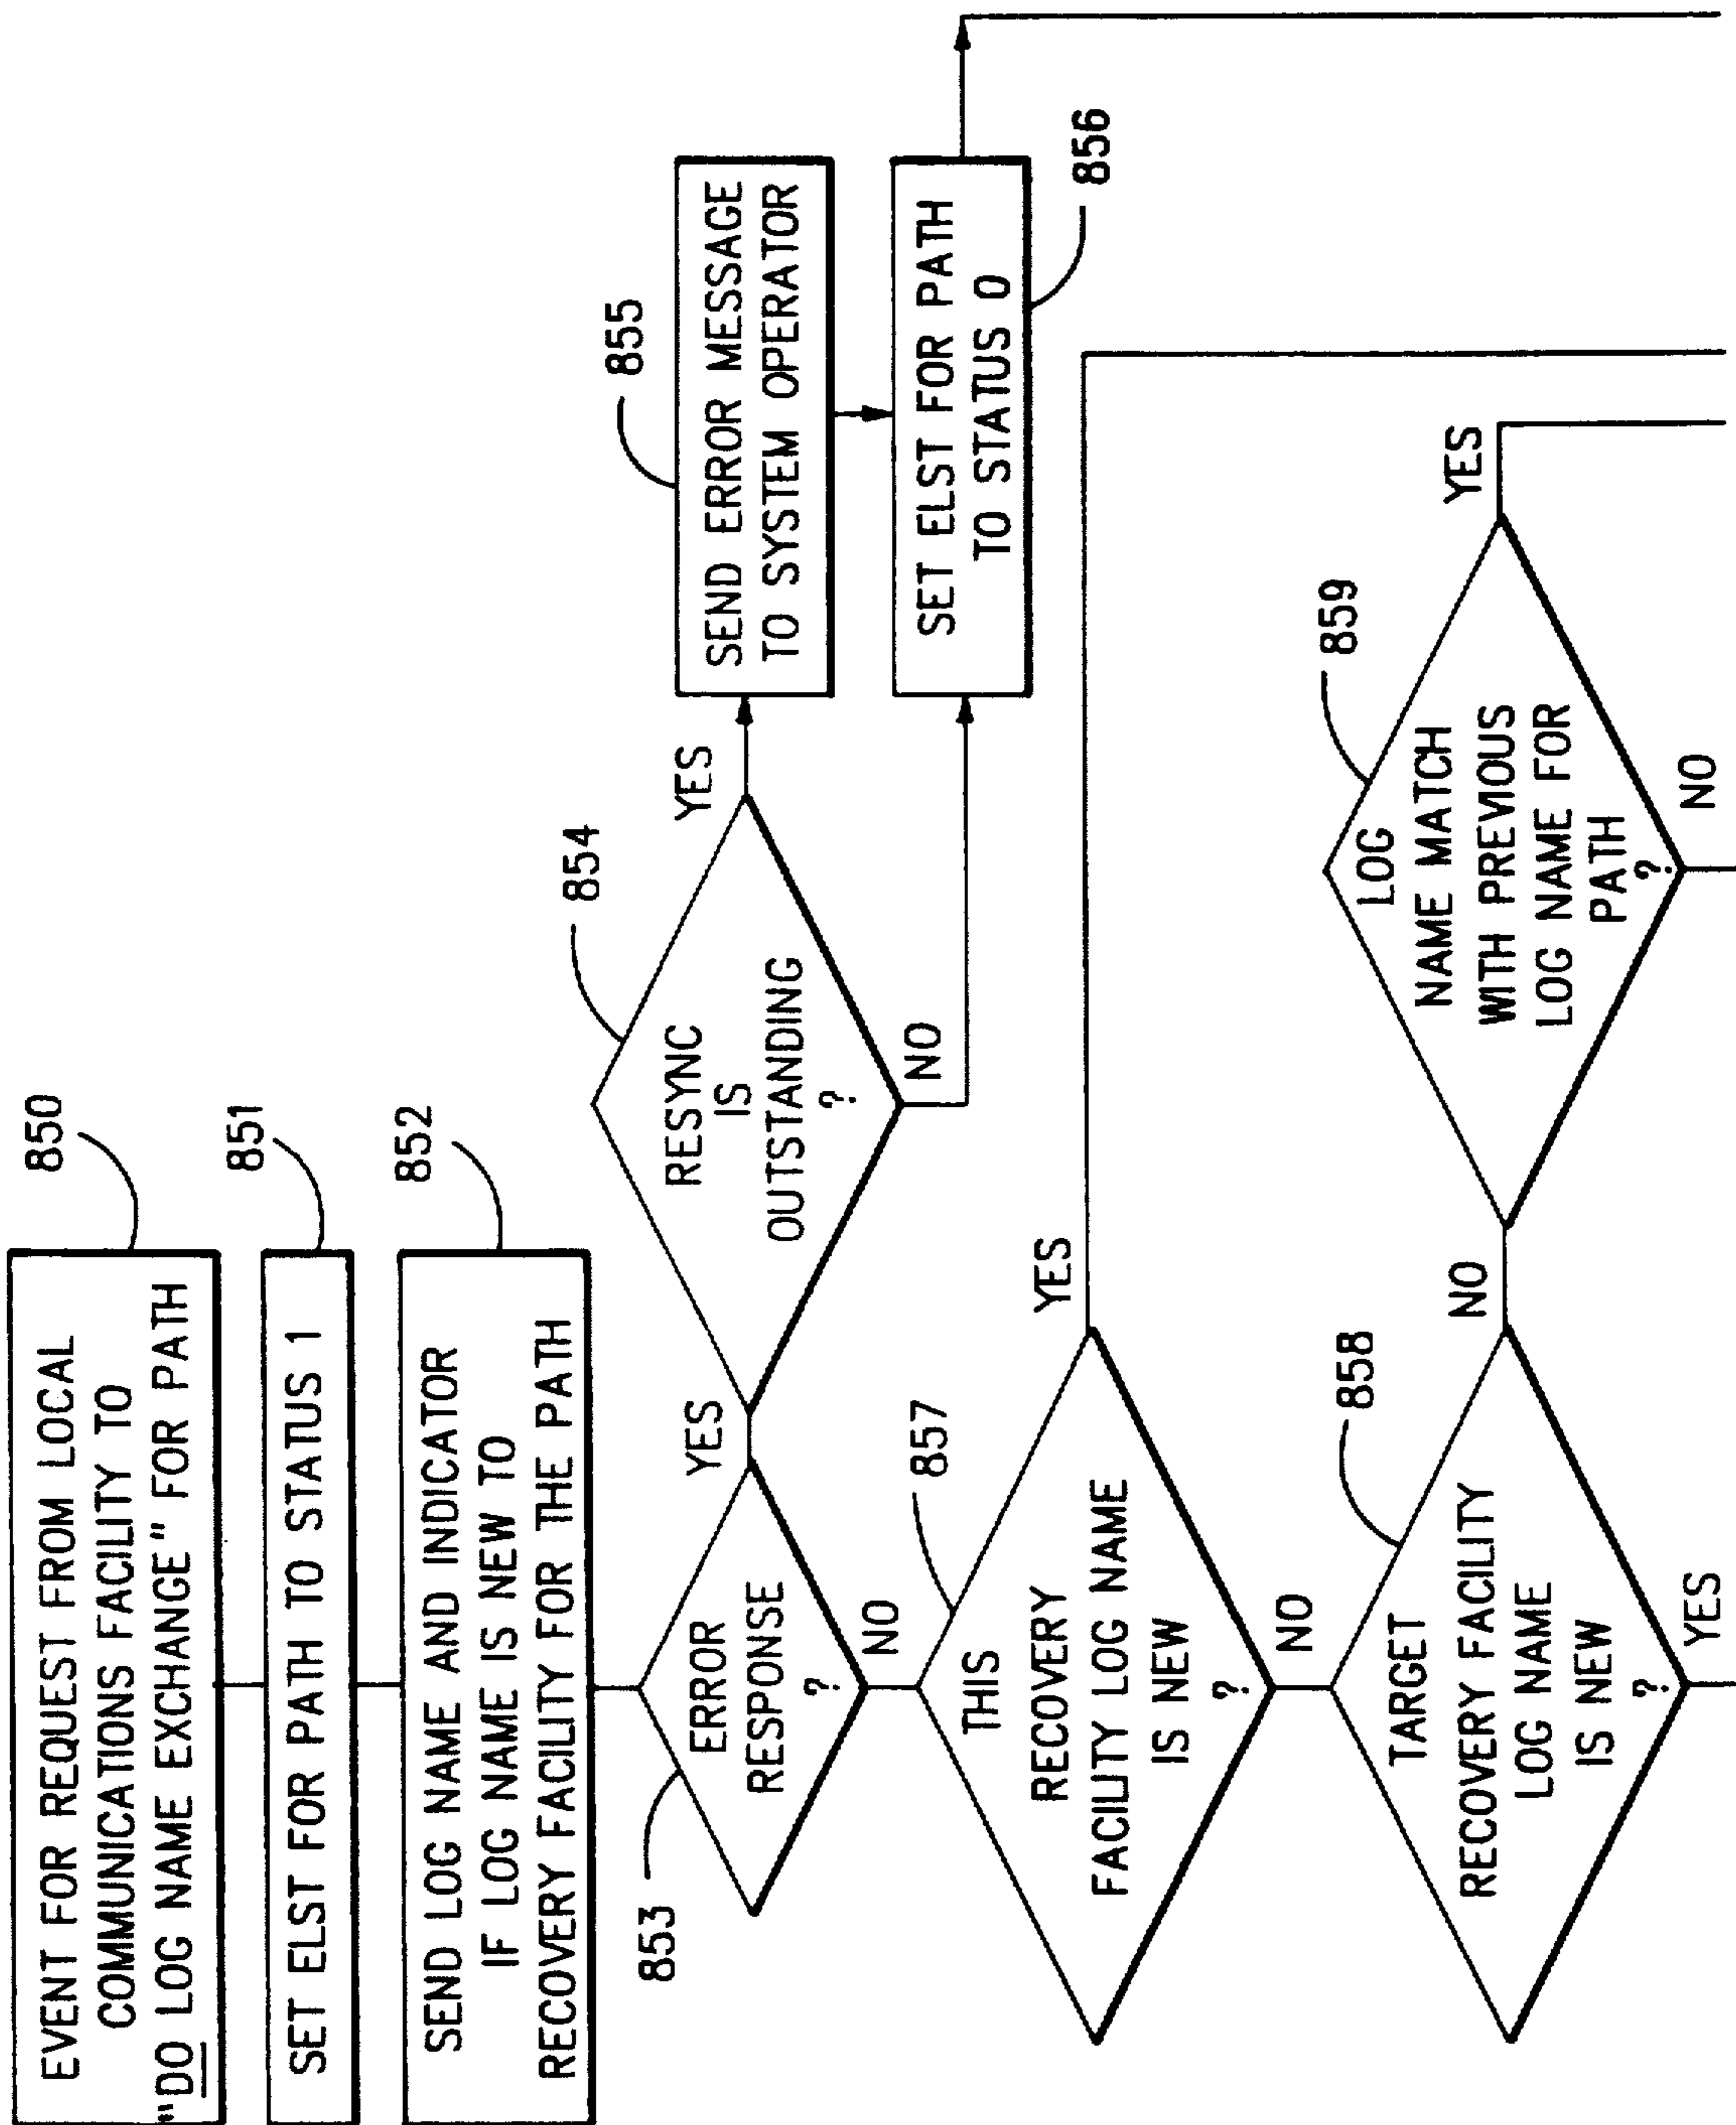 850
EVENT FOR REQUEST FROM LOCAL
COMMUNICATIONS FACILITY TO
"DO LOG NAME EXCHANGE" FOR PATH
851
SET ELST FOR PATH TO STATUS 1
852
SEND LOG NAME AND INDICATOR
IF LOG NAME IS NEW TO
RECOVERY FACILITY FOR THE PATH
853
ERROR
RESPONSE
?
YES
NO
854
RESYNC
IS
OUTSTANDING
?
YES
NO
855
SEND ERROR MESSAGE
TO SYSTEM OPERATOR
SET ELST FOR PATH
TO STATUS 0
856
857
THIS
RECOVERY
FACILITY LOG NAME
IS NEW
?
YES
NO
858
TARGET
RECOVERY FACILITY
LOG NAME
IS NEW
?
NO
YES
859
LOG
NAME MATCH
WITH PREVIOUS
LOG NAME FOR
PATH
?
YES
NO